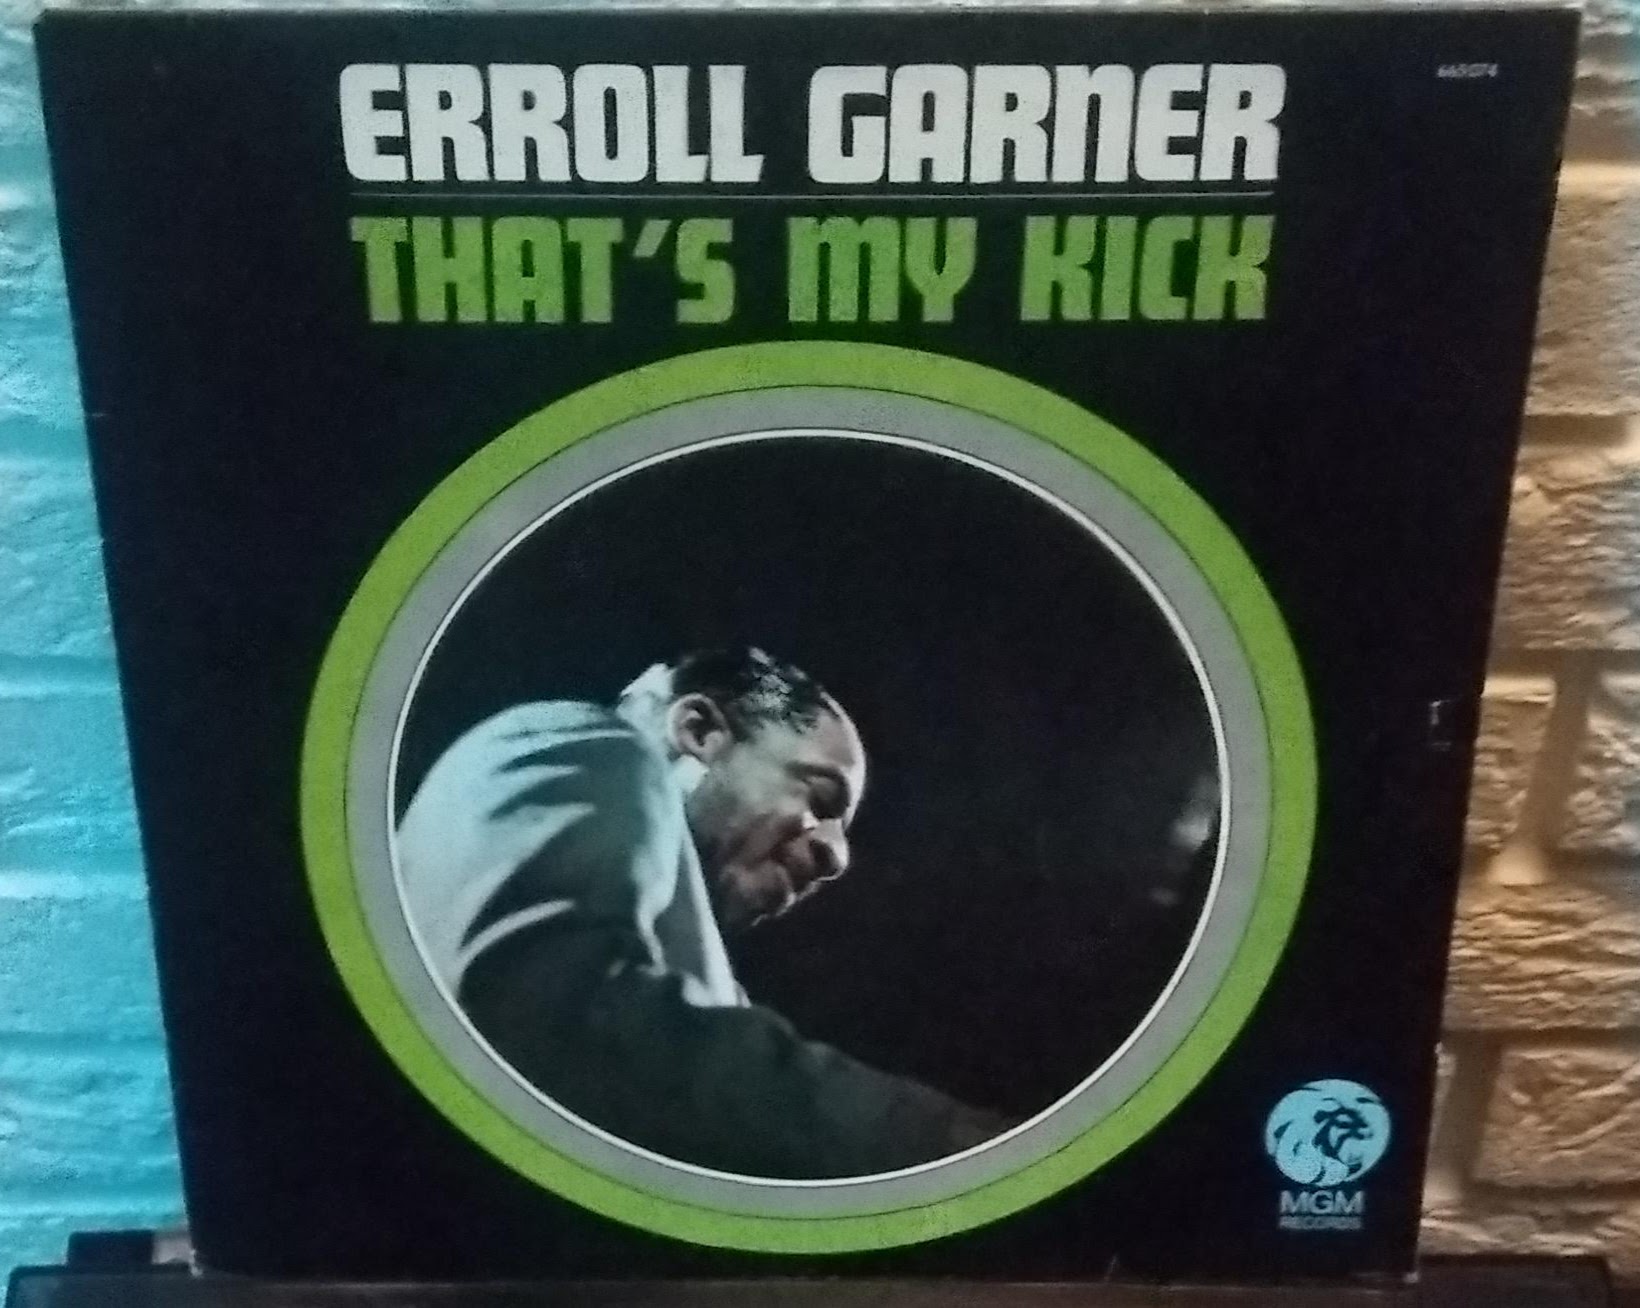 ERROLL GARNER
THAT'S MY KICK
MGM
RECORDS